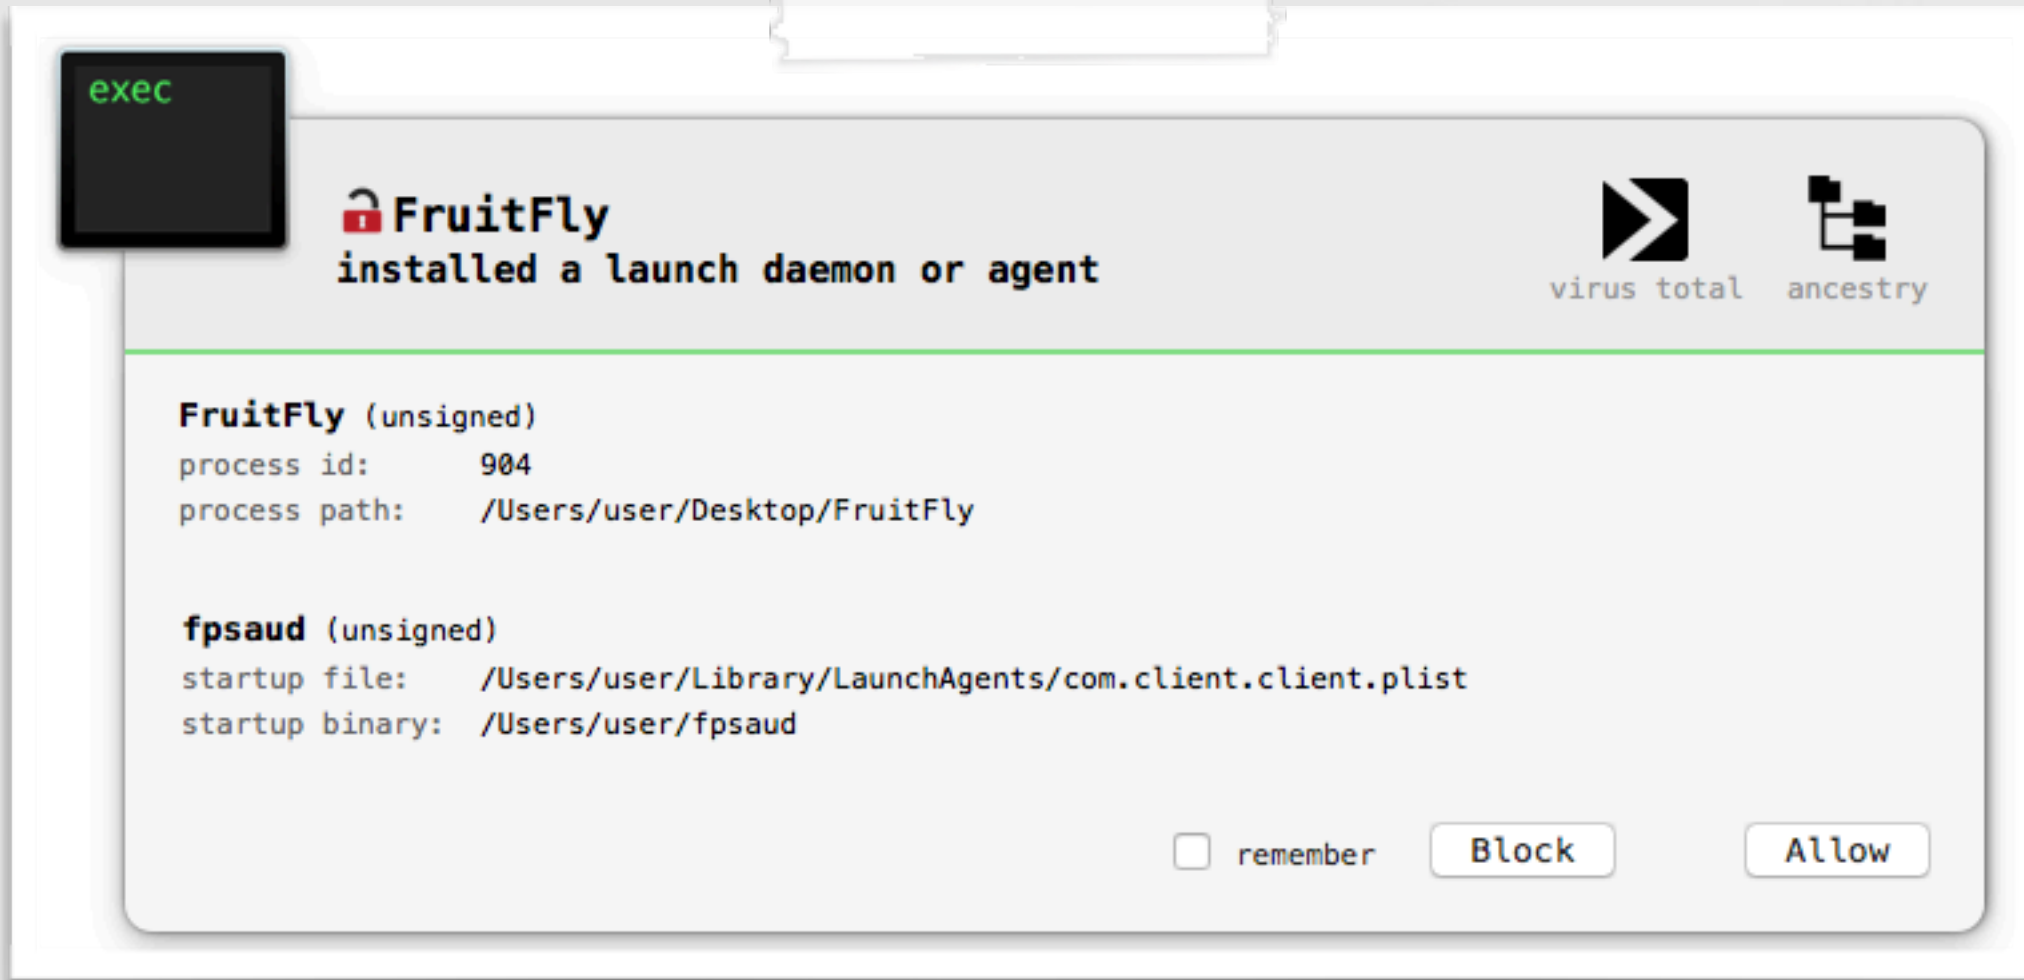 exec
FruitFly
installed a launch daemon or agent
virus total
ancestry
FruitFly (unsigned)
process id: 904
process path: /Users/user/Desktop/FruitFly
fpsaud (unsigned)
startup file: /Users/user/Library/LaunchAgents/com.client.client.plist
startup binary: /Users/user/fpsaud
remember
Block
Allow